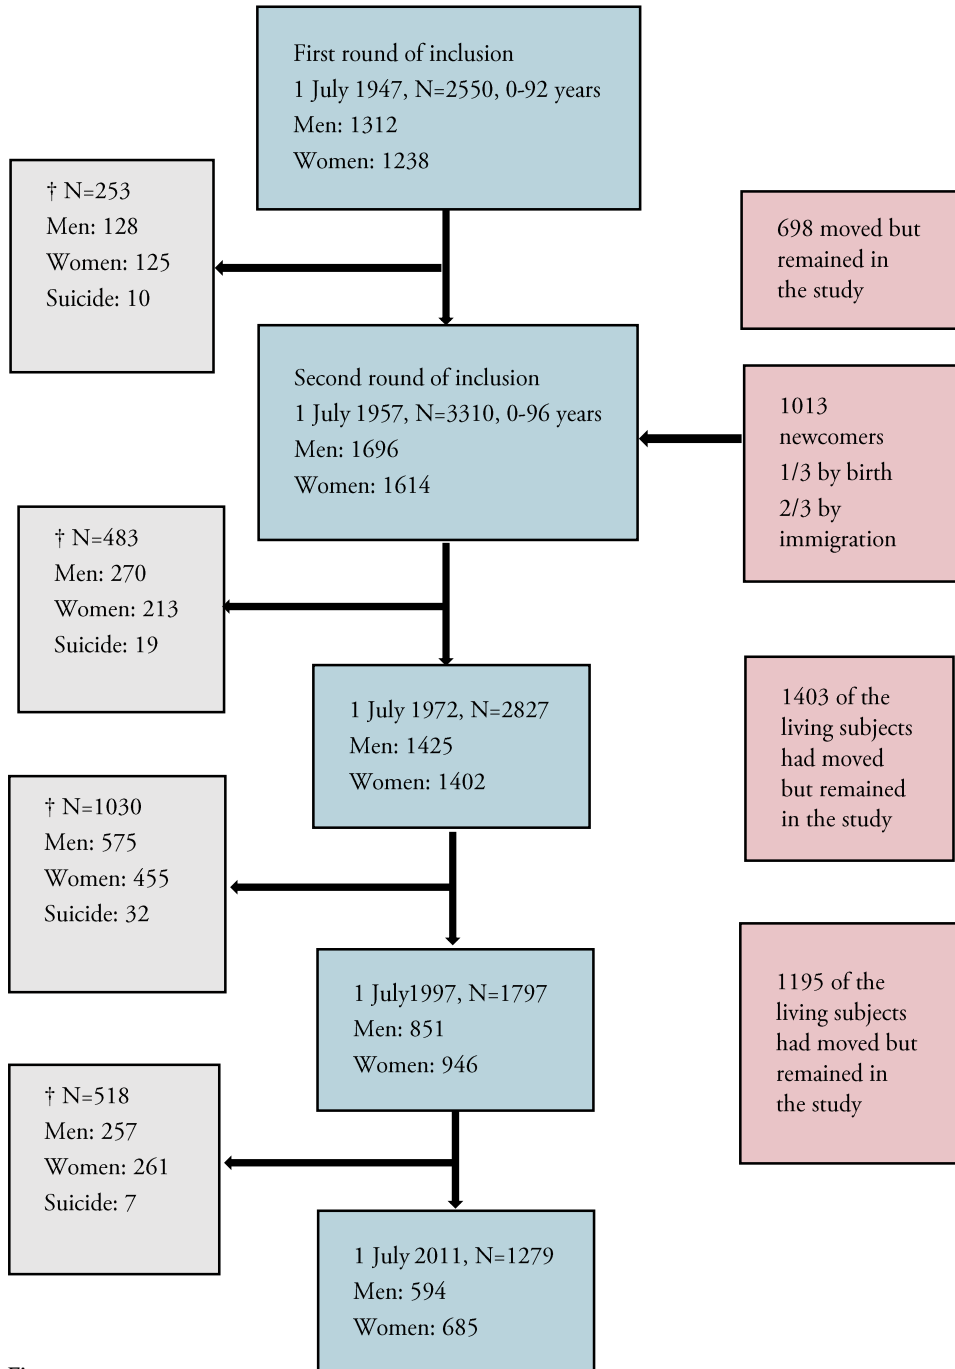 First round of inclusion
1 July 1947, N=2550, 0-92 years
Men: 1312
Women: 1238
† N=253
Men: 128
Women: 125
Suicide: 10
698 moved but
remained in
the study
Second round of inclusion
1 July 1957, N=3310, 0-96 years
Men: 1696
Women: 1614
1013
newcomers
1/3 by birth
2/3 by
immigration
† N=483
Men: 270
Women: 213
Suicide: 19
1 July 1972, N=2827
Men: 1425
Women: 1402
1403 of the
living subjects
had moved
but remained
in the study
† N=1030
Men: 575
Women: 455
Suicide: 32
1 July1997, N=1797
Men: 851
Women: 946
1195 of the
living subjects
had moved but
remained in
the study
† N=518
Men: 257
Women: 261
Suicide: 7
1 July 2011, N=1279
Men: 594
Women: 685